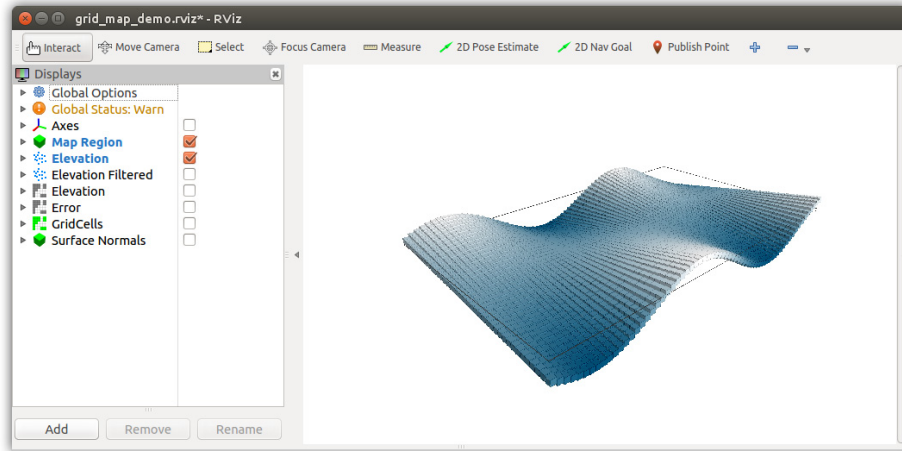 grid_map_demo.rviz* - RViz
Interact Move Camera Select Focus Camera Measure 2D Pose Estimate 2D Nav Goal Publish Point
Displays
Global Options
Global Status: Warn
Axes
Map Region
Elevation
Elevation Filtered
Elevation
Error
GridCells
Surface Normals
Add Remove Rename